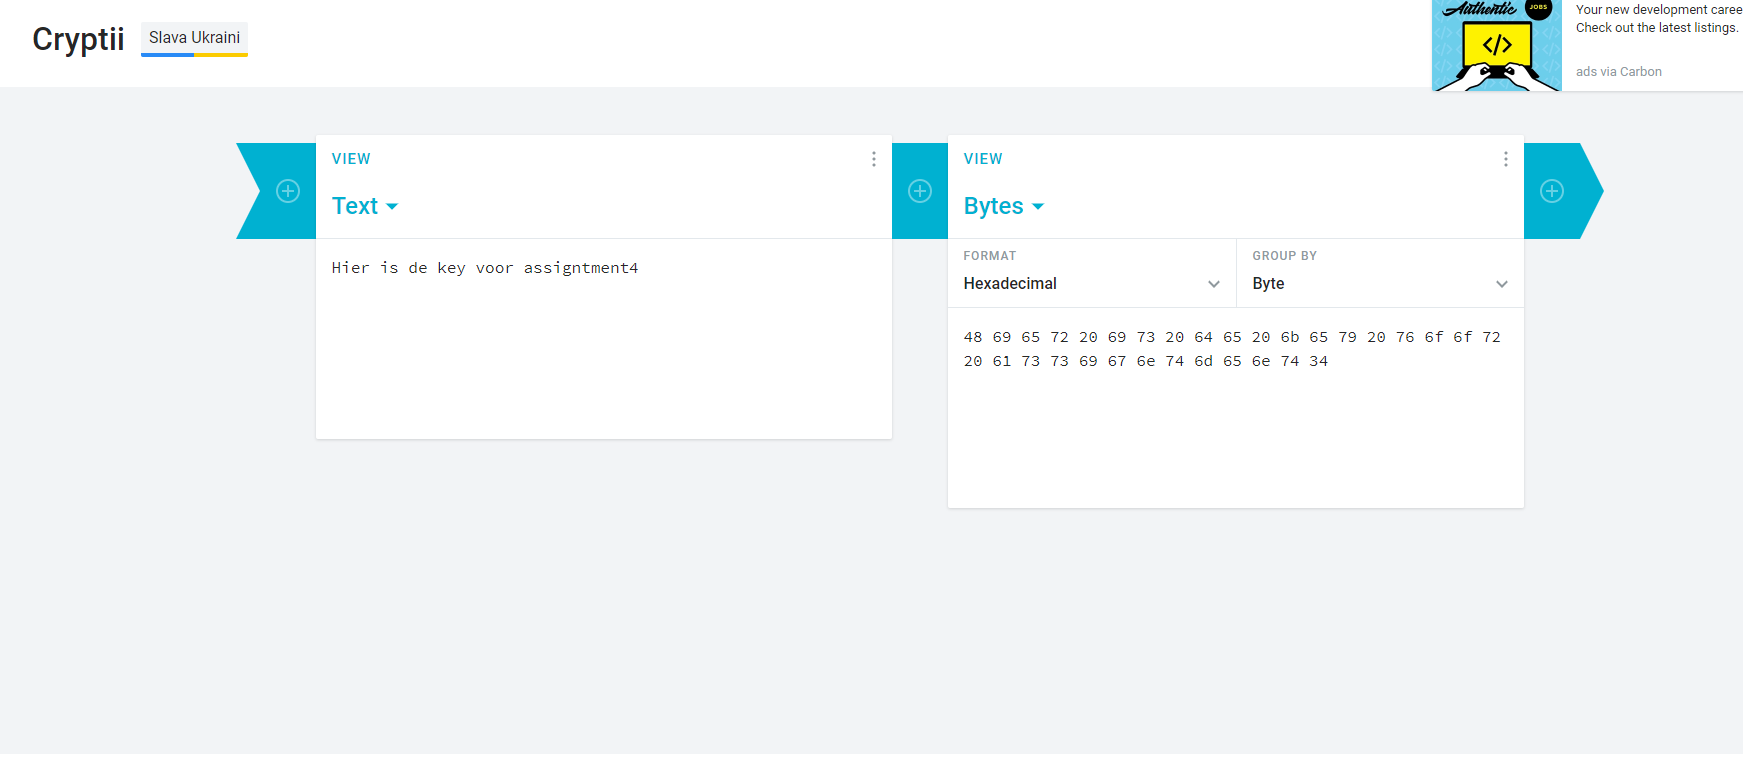 Cryptii
Slava Ukraini
Authentic
JOBS
</>
Your new development caree
Check out the latest listings.
ads via Carbon
VIEW
Text
Hier is de key voor assigntment4
VIEW
Bytes
FORMAT
Hexadecimal
GROUP BY
Byte
48 69 65 72 20 69 73 20 64 65 20 6b 65 79 20 76 6f 6f 72
20 61 73 73 69 67 6e 74 6d 65 6e 74 34